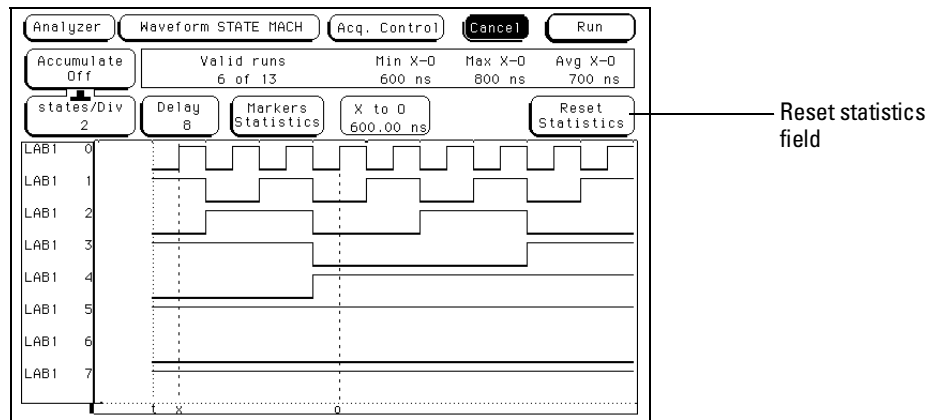 Analyzer Waveform STATE MACH Acq. Control Cancel Run
Accumulate Off
Valid runs 6 of 13
Min X-O 600 ns
Max X-O 800 ns
Avg X-O 700 ns
states/Div 2
Delay 8
Markers Statistics
X to O 600.00 ns
Reset Statistics
Reset statistics field
LAB1 0
LAB1 1
LAB1 2
LAB1 3
LAB1 4
LAB1 5
LAB1 6
LAB1 7
t x o